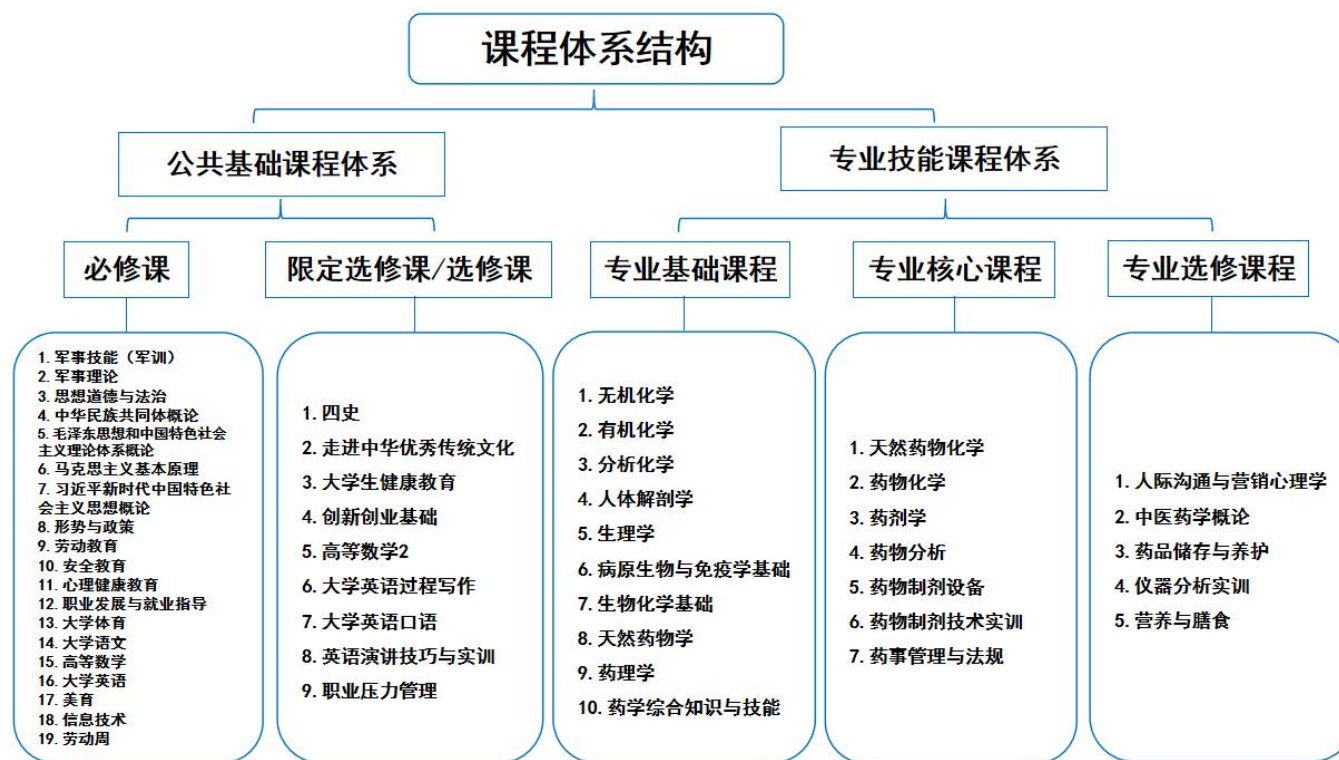 课程体系结构
公共基础课程体系
专业技能课程体系
必修课
限定选修课/选修课
专业基础课程
专业核心课程
专业选修课程
1. 军事技能（军训）
2. 军事理论
3. 思想道德与法治
4. 中华民族共同体概论
5. 毛泽东思想和中国特色社会
主义理论体系概论
6. 马克思主义基本原理
7. 习近平新时代中国特色社
会主义思想概论
8. 形势与政策
9. 劳动教育
10. 安全教育
11. 心理健康教育
12. 职业发展与就业指导
13. 大学体育
14. 大学语文
15. 高等数学
16. 大学英语
17. 美育
18. 信息技术
19. 劳动周
1. 四史
2. 走进中华优秀传统文化
3. 大学生健康教育
4. 创新创业基础
5. 高等数学2
6. 大学英语过程写作
7. 大学英语口语
8. 英语演讲技巧与实训
9. 职业压力管理
1. 无机化学
2. 有机化学
3. 分析化学
4. 人体解剖学
5. 生理学
6. 病原生物与免疫学基础
7. 生物化学基础
8. 天然药物学
9. 药理学
10. 药学综合知识与技能
1. 天然药物化学
2. 药物化学
3. 药剂学
4. 药物分析
5. 药物制剂设备
6. 药物制剂技术实训
7. 药事管理与法规
1. 人际沟通与营销心理学
2. 中医药学概论
3. 药品储存与养护
4. 仪器分析实训
5. 营养与膳食